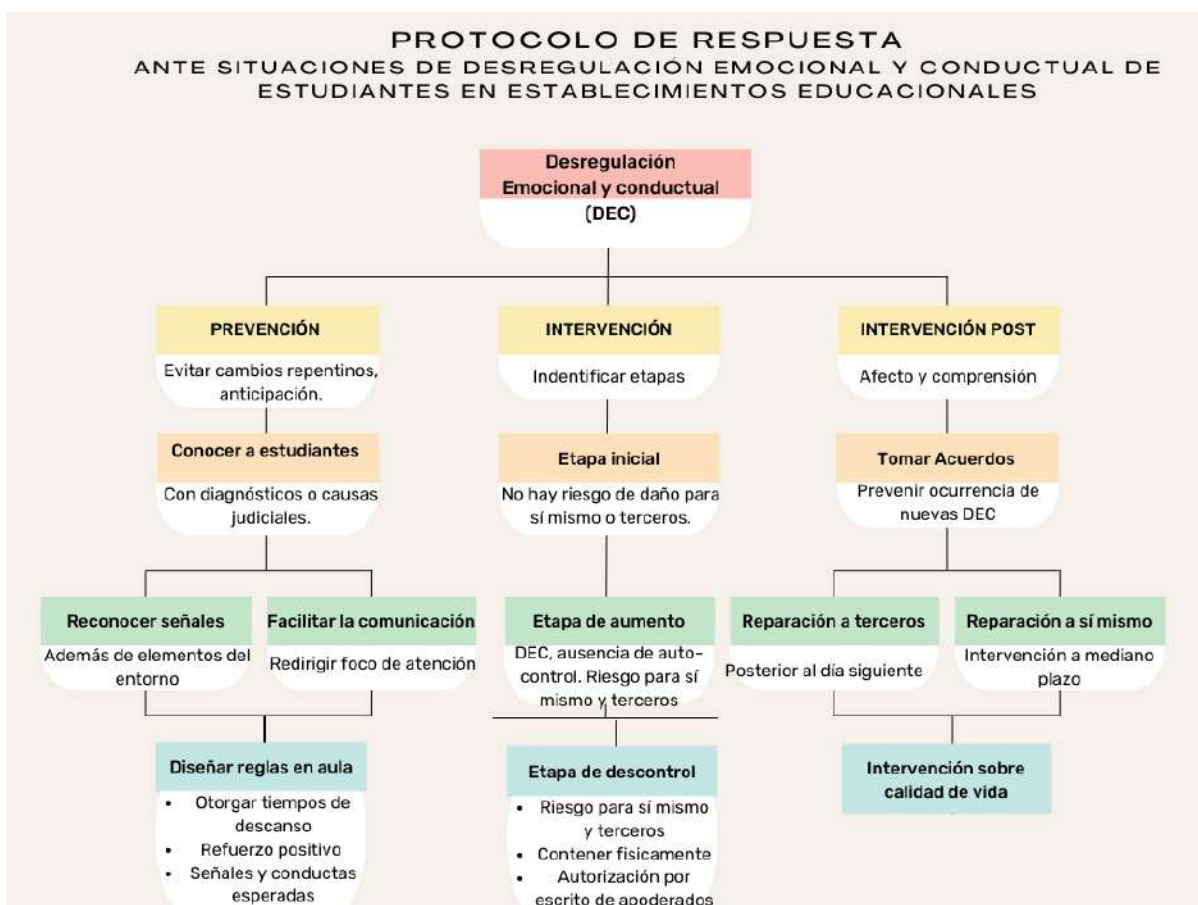 PROTOCOLO DE RESPUESTA
ANTE SITUACIONES DE DESREGULACIÓN EMOCIONAL Y CONDUCTUAL DE
ESTUDIANTES EN ESTABLECIMIENTOS EDUCACIONALES
Desregulación
Emocional y conductual
(DEC)
PREVENCIÓN
Evitar cambios repentinos,
anticipación.
Conocer a estudiantes
Con diagnósticos o causas
judiciales.
Reconocer señales
Además de elementos del
entorno
Facilitar la comunicación
Redirigir foco de atención
Diseñar reglas en aula
• Otorgar tiempos de
descanso
• Refuerzo positivo
• Señales y conductas
esperadas
INTERVENCIÓN
Indentificar etapas
Etapa inicial
No hay riesgo de daño para
sí mismo o terceros.
Etapa de aumento
DEC, ausencia de auto-
control. Riesgo para sí
mismo y terceros
Etapa de descontrol
• Riesgo para sí mismo
y terceros
• Contener fisicamente
• Autorización por
escrito de apoderados
INTERVENCIÓN POST
Afecto y comprensión
Tomar Acuerdos
Prevenir ocurrencia de
nuevas DEC
Reparación a terceros
Posterior al día siguiente
Reparación a sí mismo
Intervención a mediano
plazo
Intervención sobre
calidad de vida